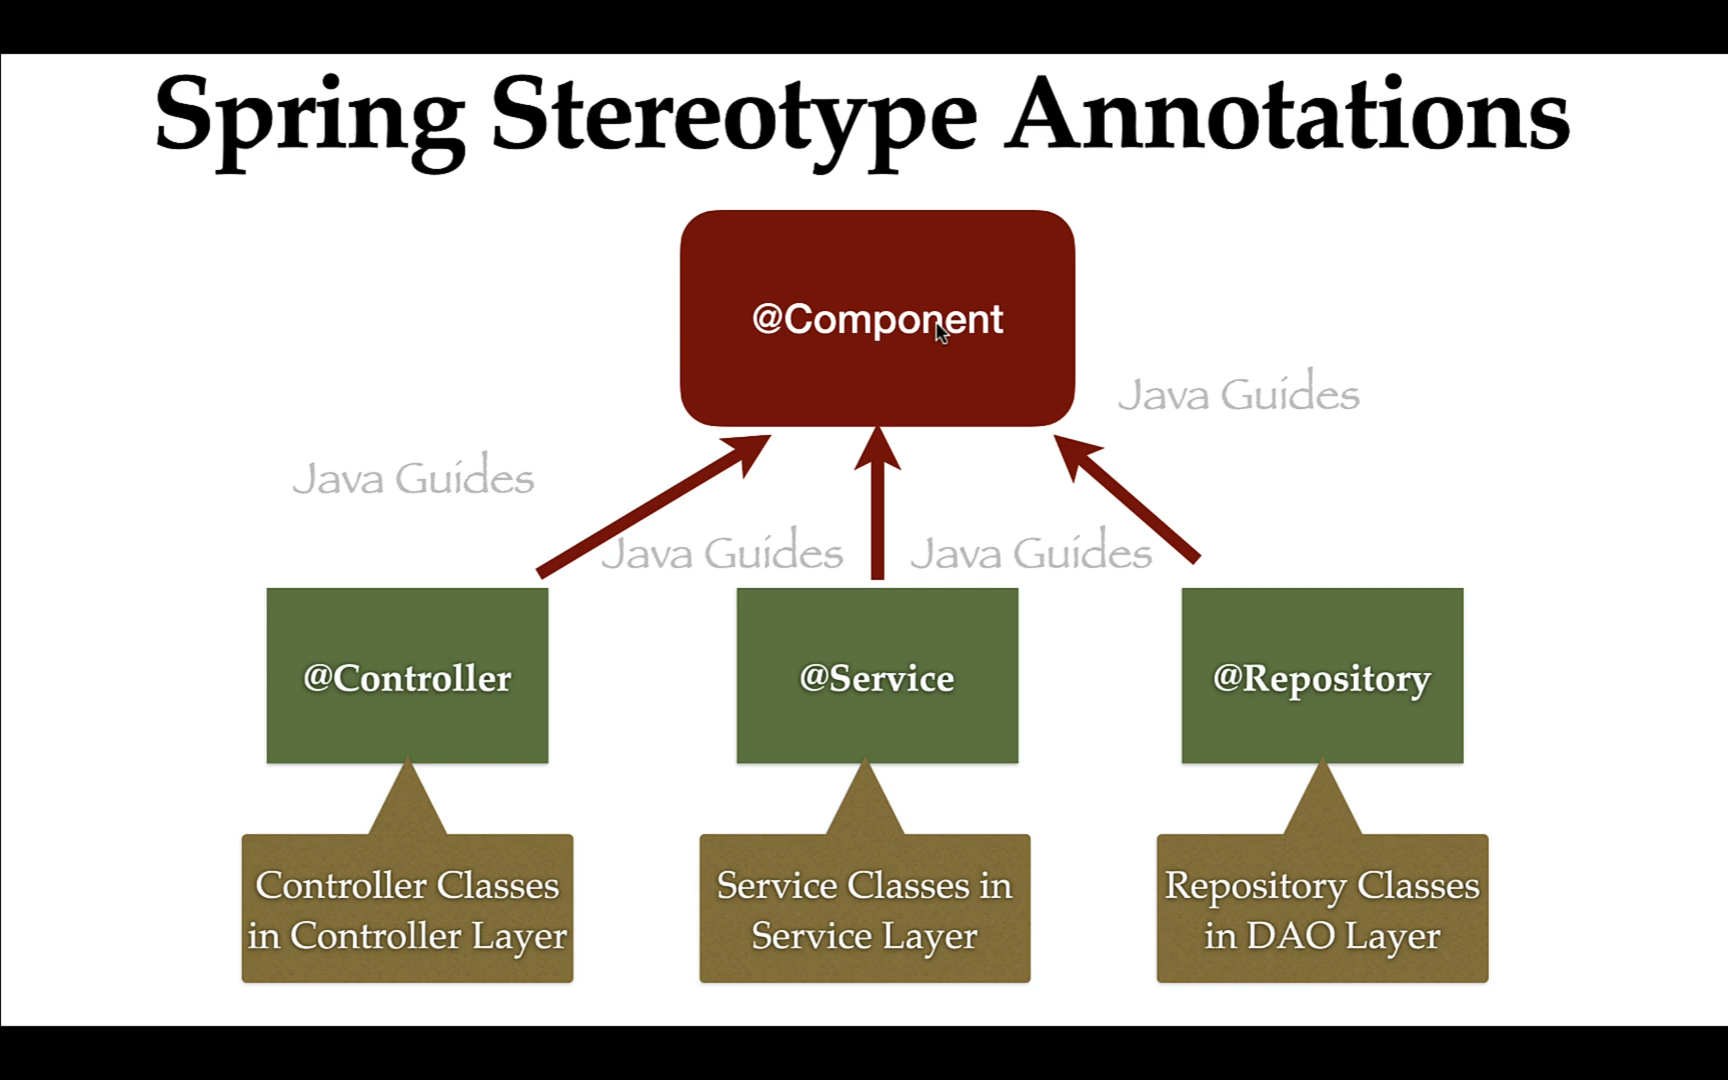 Spring Stereotype Annotations
@Component
Java Guides
Java Guides
Java Guides
Java Guides
@Controller
@Service
@Repository
Controller Classes
in Controller Layer
Service Classes in
Service Layer
Repository Classes
in DAO Layer